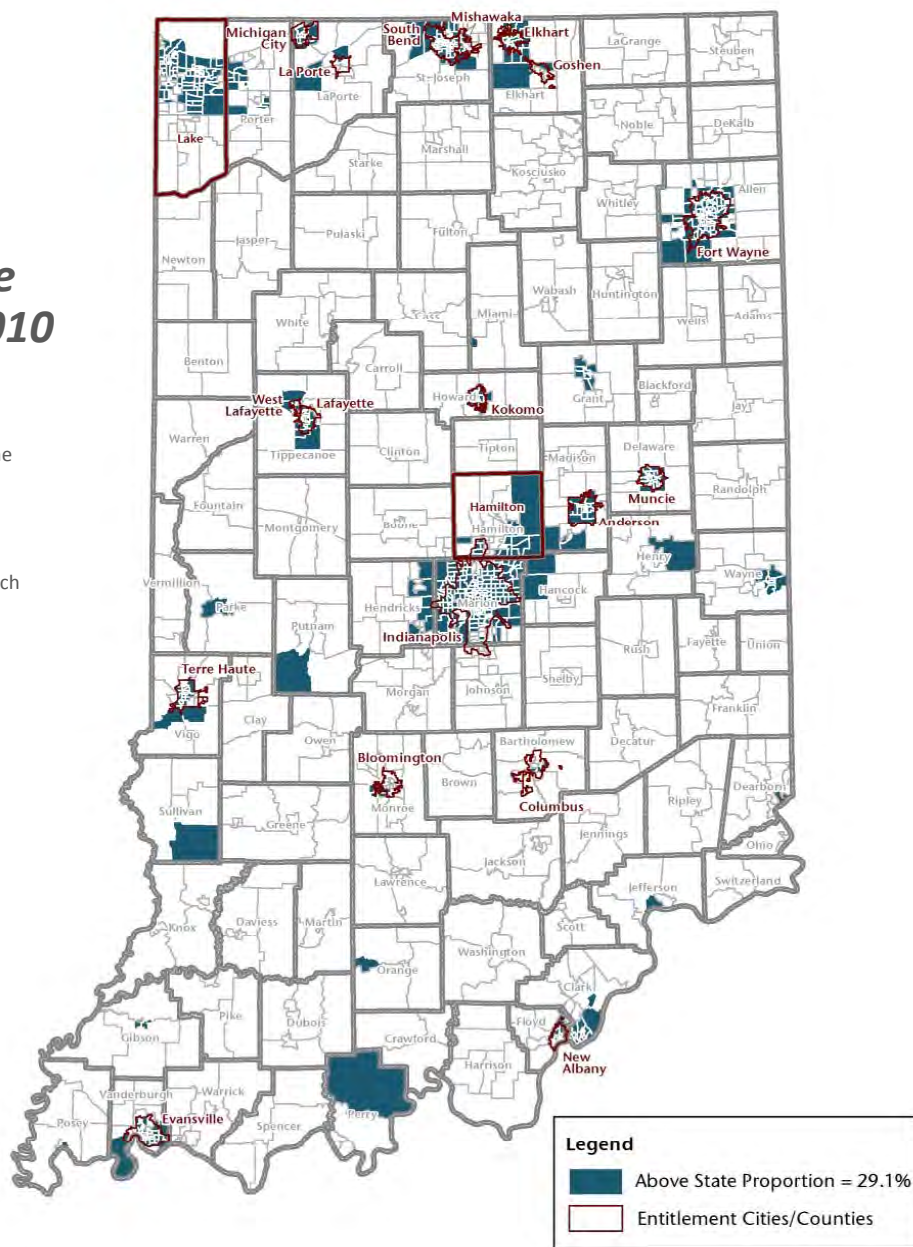 e
010
ne
ch
Mishawaka
Michigan
City
South
Bend
Elkhart
LaGrange
Steuben
La Porte
Goshen
St. Joseph
LaPorte
Elkhart
Porter
Lake
Noble
DeKalb
Marshall
Starke
Kosciusko
Allen
Whitley
Pulaski
Fulton
Jasper
Newton
Fort Wayne
Wabash
Huntington
Miami
Cass
White
Wells
Adams
Benton
Carroll
Grant
Blackford
Howard
Kokomo
Jay
West
Lafayette
Lafayette
Warren
Tippecanoe
Clinton
Tipton
Madison
Delaware
Muncie
Randolph
Fountain
Hamilton
Hamilton
Anderson
Montgomery
Boone
Henry
Wayne
Vermillion
Parke
Hendricks
Marion
Hancock
Putnam
Indianapolis
Rush
Fayette
Union
Terre Haute
Morgan
Johnson
Shelby
Vigo
Clay
Owen
Franklin
Bloomington
Bartholomew
Decatur
Brown
Monroe
Columbus
Dearborn
Ripley
Sullivan
Greene
Jennings
Ohio
Jackson
Lawrence
Jefferson
Switzerland
Knox
Daviess
Martin
Scott
Washington
Orange
Clark
Pike
Dubois
Gibson
Crawford
Floyd
Harrison
New
Albany
Vanderburgh
Warrick
Evansville
Posey
Spencer
Perry
Legend
Above State Proportion = 29.1%
Entitlement Cities/Counties